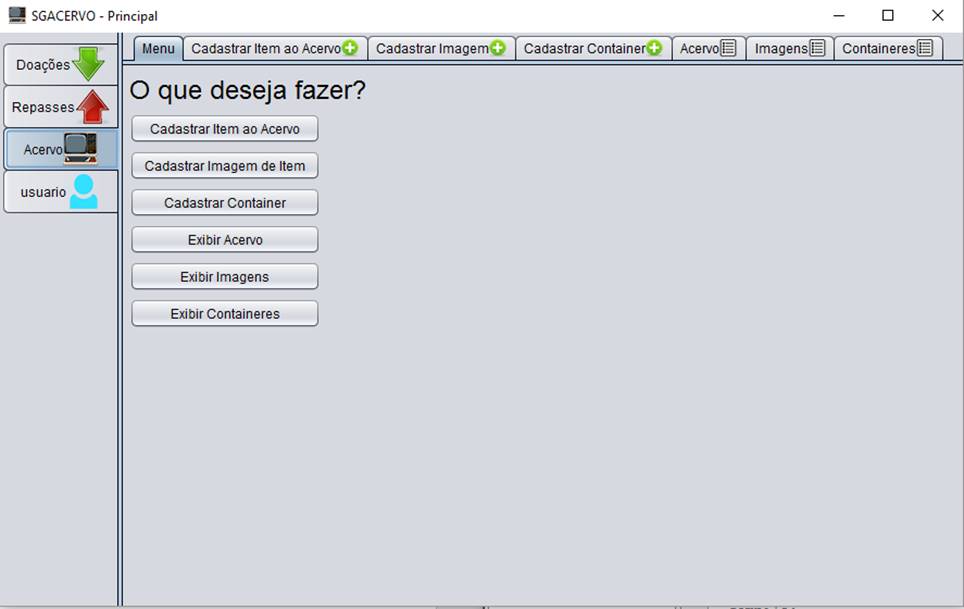 SGACERVO - Principal
Doações
Repasses
Acervo
usuario
Menu
Cadastrar Item ao Acervo
Cadastrar Imagem
Cadastrar Container
Acervo
Imagens
Containeres
O que deseja fazer?
Cadastrar Item ao Acervo
Cadastrar Imagem de Item
Cadastrar Container
Exibir Acervo
Exibir Imagens
Exibir Containeres